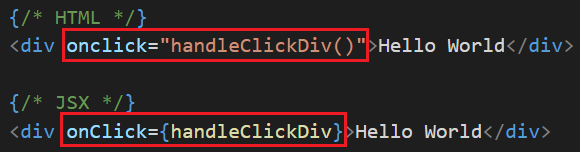 {/* HTML */}
<div onclick="handleClickDiv()">Hello World</div>
{/* JSX */}
<div onClick={handleClickDiv}>Hello World</div>